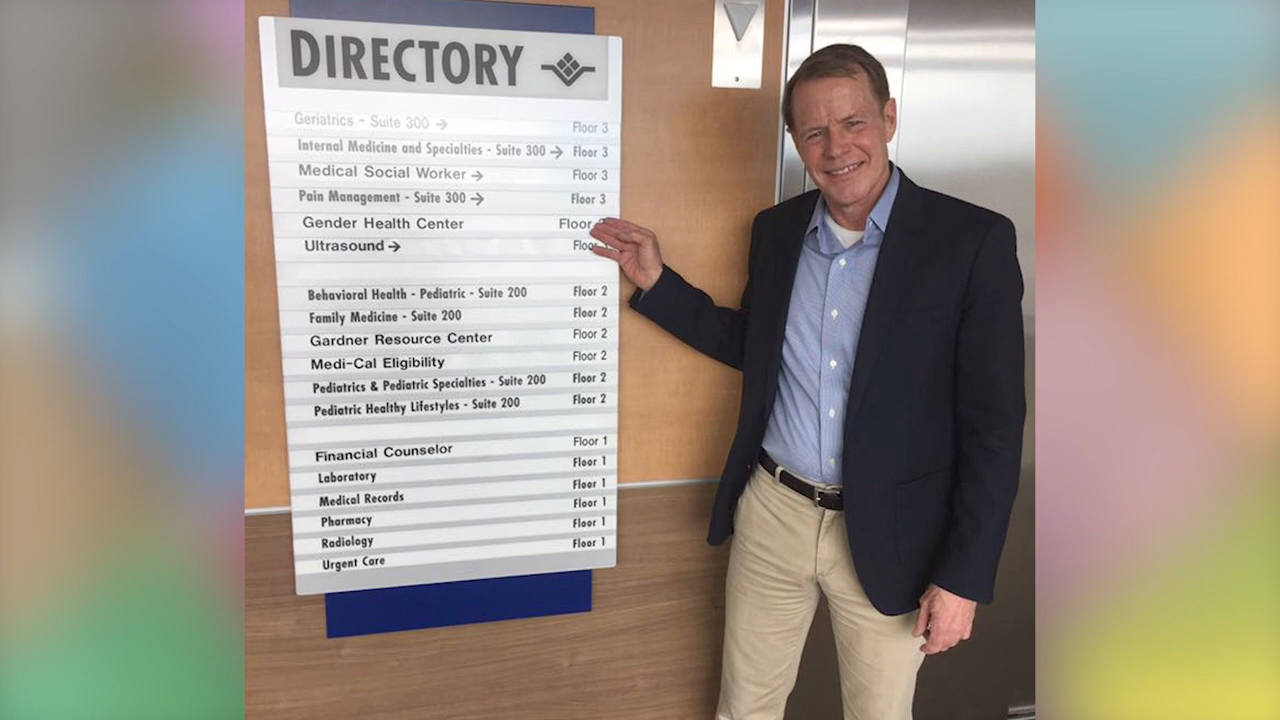 DIRECTORY
Geriatrics - Suite 300 → Floor 3
Internal Medicine and Specialties - Suite 300 → Floor 3
Medical Social Worker → Floor 3
Pain Management - Suite 300 → Floor 3
Gender Health Center Floor
Ultrasound → Floor
Behavioral Health - Pediatric - Suite 200 Floor 2
Family Medicine - Suite 200 Floor 2
Gardner Resource Center Floor 2
Medi-Cal Eligibility Floor 2
Pediatrics & Pediatric Specialties - Suite 200 Floor 2
Pediatric Healthy Lifestyles - Suite 200 Floor 2
Financial Counselor Floor 1
Laboratory Floor 1
Medical Records Floor 1
Pharmacy Floor 1
Radiology Floor 1
Urgent Care Floor 1